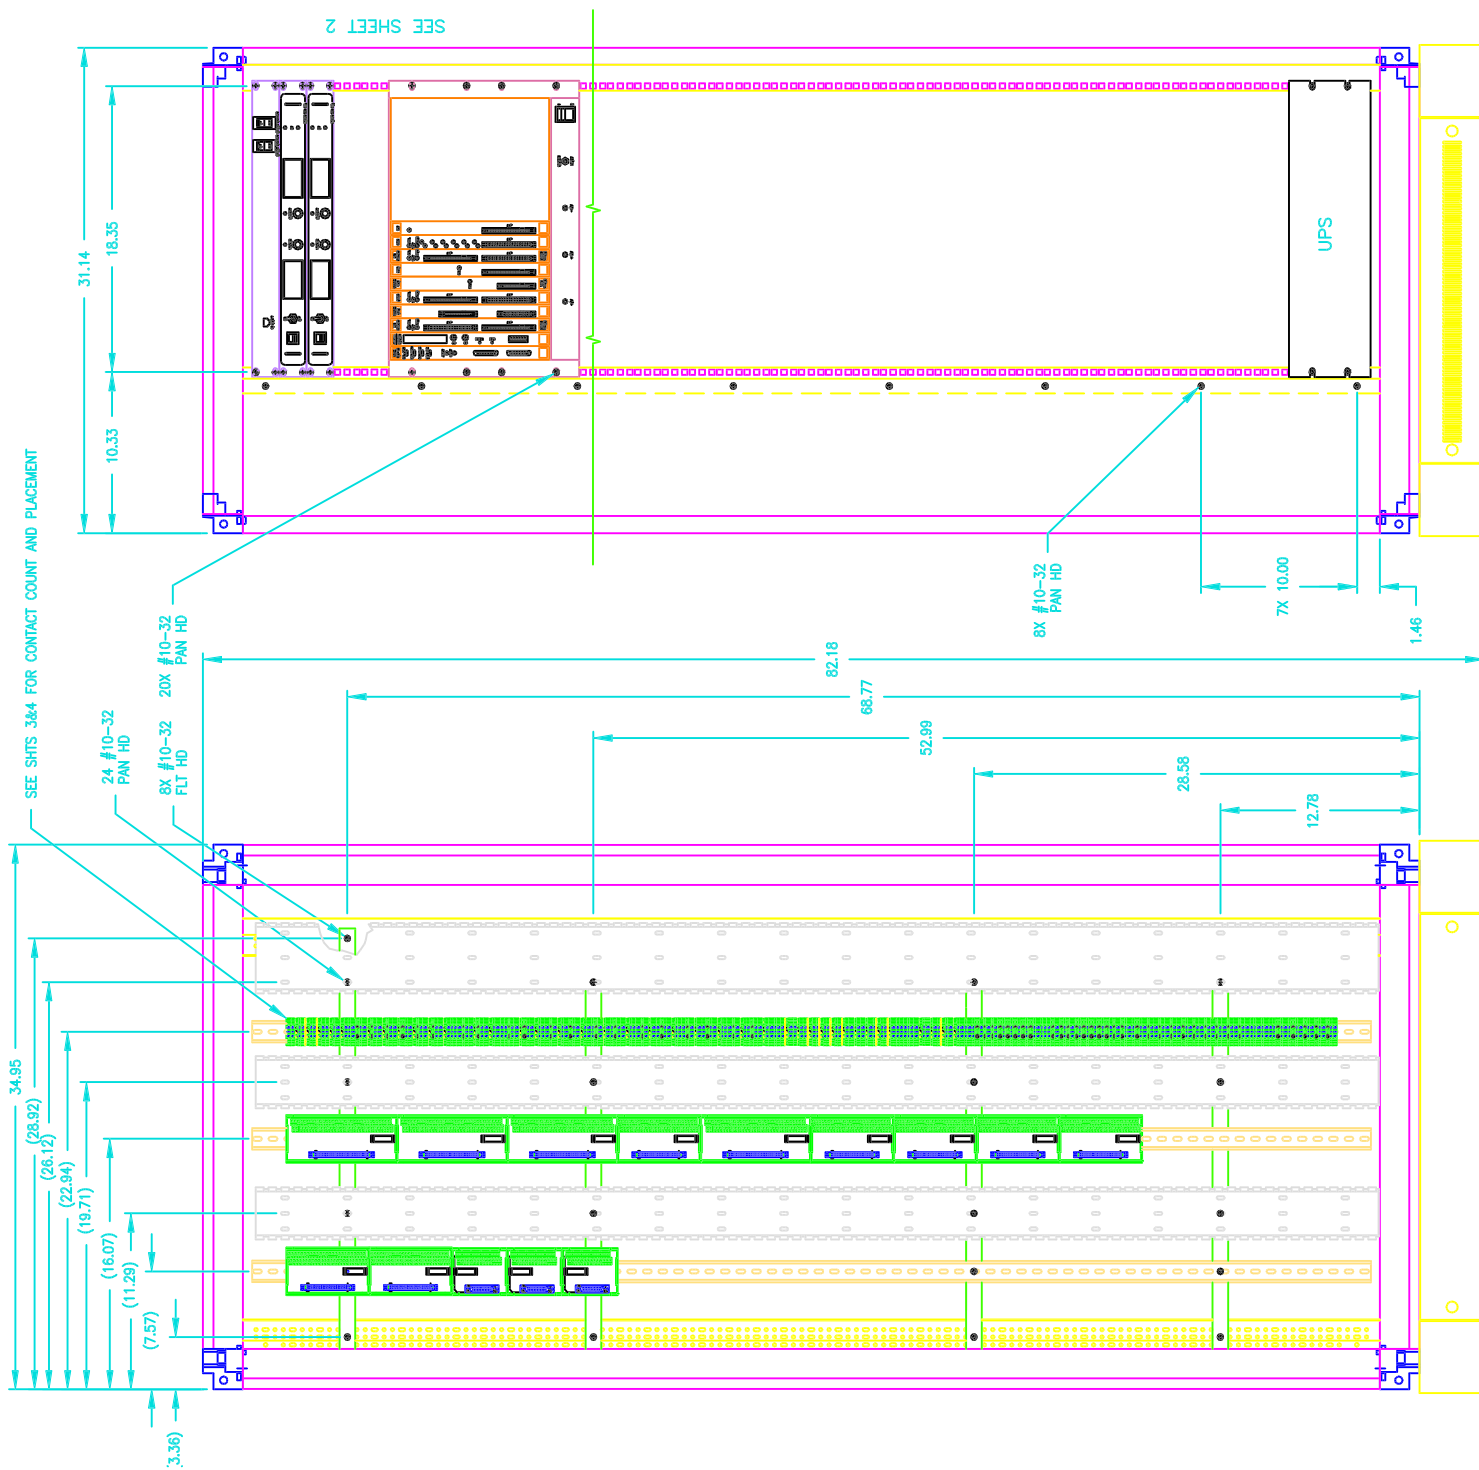 SEE SHEET 2
31.14
18.35
10.33
UPS
SEE SHTS 3&4 FOR CONTACT COUNT AND PLACEMENT
20X #10-32
PAN HD
8X #10-32
FLT HD
24 #10-32
PAN HD
8X #10-32
PAN HD
7X 10.00
1.46
82.18
68.77
52.99
28.58
12.78
34.95
(28.92)
(26.12)
(22.94)
(19.71)
(16.07)
(11.29)
(7.57)
(3.36)